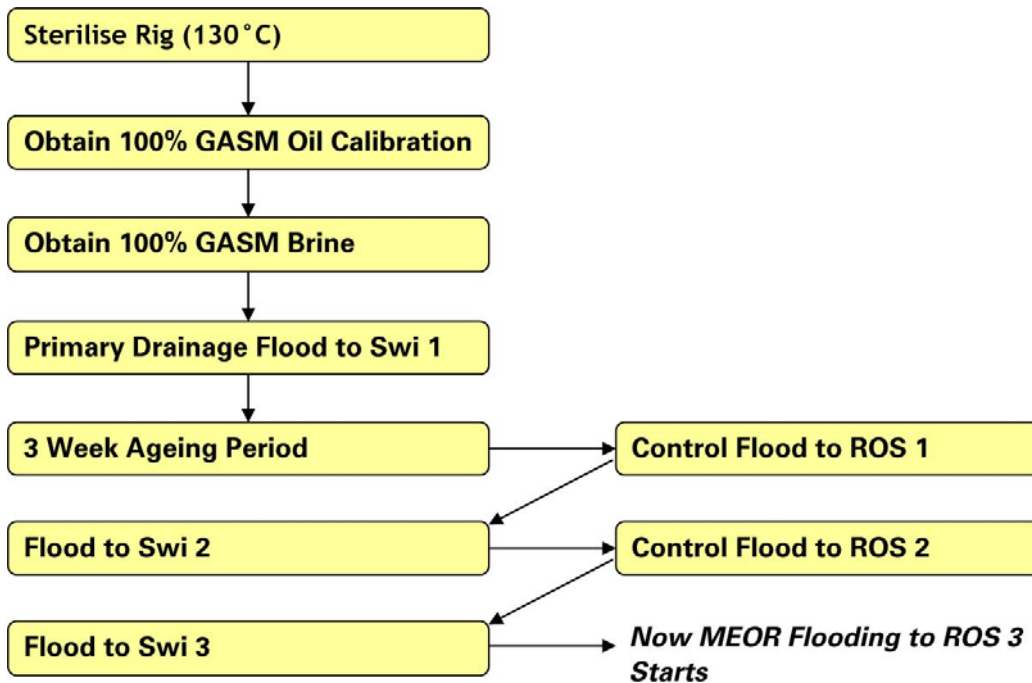 Sterilise Rig (130°C)
Obtain 100% GASM Oil Calibration
Obtain 100% GASM Brine
Primary Drainage Flood to Swi 1
3 Week Ageing Period
Control Flood to ROS 1
Flood to Swi 2
Control Flood to ROS 2
Flood to Swi 3
Now MEOR Flooding to ROS 3
Starts